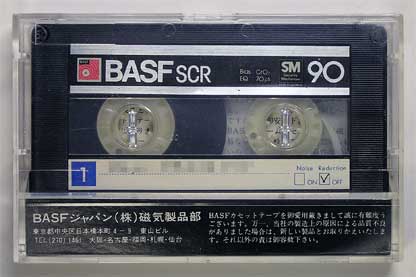 BASF SCR
Bias CrO2
EQ 70μs
SM
Security
Mechanism
90
1
Noise Reduction
ON OFF
BASFジャパン(株)磁気製品部
東京都中央区日本橋本町4-9 東山ビル
TEL(270)
大阪・名古屋・福岡・札幌・仙台
BASFカセットテープを御愛用戴きまして誠に有難う
ございます。万一、当社の製造上の原因による品質不良
がありました場合は、新しい製品とお取りかえいたしま
す。それ以外の責は御容赦下さい。